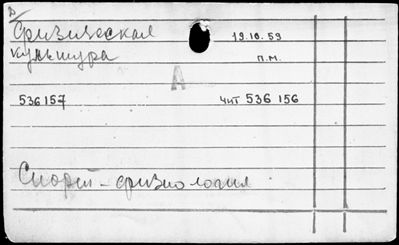 Физическая 19.10.59
культура п.м.
А
536157 чит 536 156
Спорт - физиология